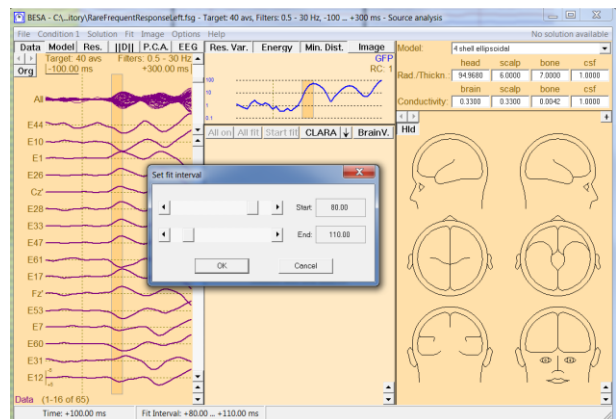 BESA - C:\...itory\RareFrequentResponseLeft.fsg - Target: 40 avs, Filters: 0.5 - 30 Hz, -100 ... +300 ms - Source analysis
File Condition 1 Solution Fit Image Options Help No solution available
Data Model Res. ||D|| P.C.A. EEG
Org
Target: 40 avs Filters: 0.5 - 30 Hz
-100.00 ms +300.00 ms
All
E44
E10
E1
E26
Cz'
E28
E33
E47
E61
E17
Fz'
E53
E7
E60
E31
E12
Data (1-16 of 65)
Res. Var. Energy Min. Dist. Image
GFP
RC: 1
100
10
1
0.1
All on All fit Start fit CLARA ↓ BrainV.
Model: 4 shell ellipsoidal
head scalp bone csf
Rad./Thickn.: 94.9680 6.0000 7.0000 1.0000
brain scalp bone csf
Conductivity: 0.3300 0.3300 0.0042 1.0000
Hld
Set fit interval
Start: 80.00
End: 110.00
OK Cancel
Time: +100.00 ms Fit Interval: +80.00 ... +110.00 ms